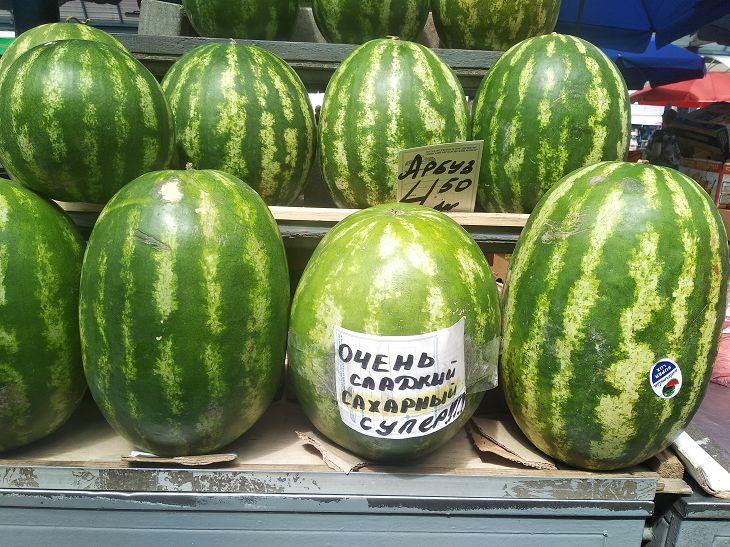 АРБУЗ
4,50
ОЧЕНЬ
СЛАДКИЙ
САХАРНЫЙ
СУПЕР!!!